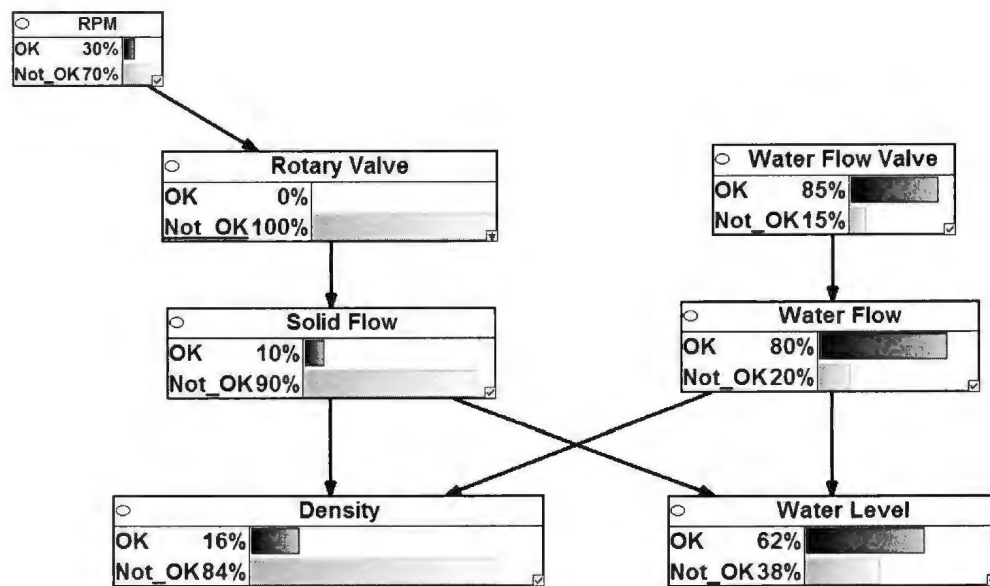 RPM
OK 30%
Not_OK 70%
Rotary Valve
OK 0%
Not_OK 100%
Water Flow Valve
OK 85%
Not_OK 15%
Solid Flow
OK 10%
Not_OK 90%
Water Flow
OK 80%
Not_OK 20%
Density
OK 16%
Not_OK 84%
Water Level
OK 62%
Not_OK 38%